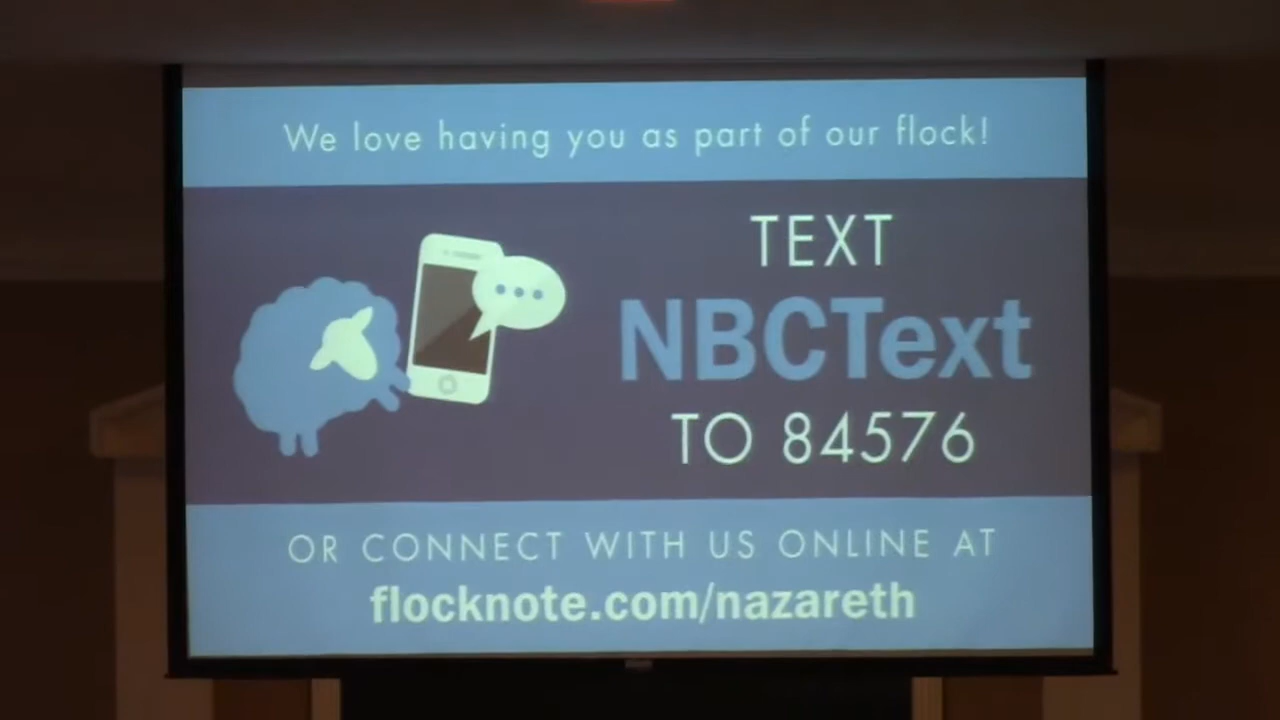 We love having you as part of our flock!
TEXT
NBCText
TO 84576
OR CONNECT WITH US ONLINE AT
flocknote.com/nazareth